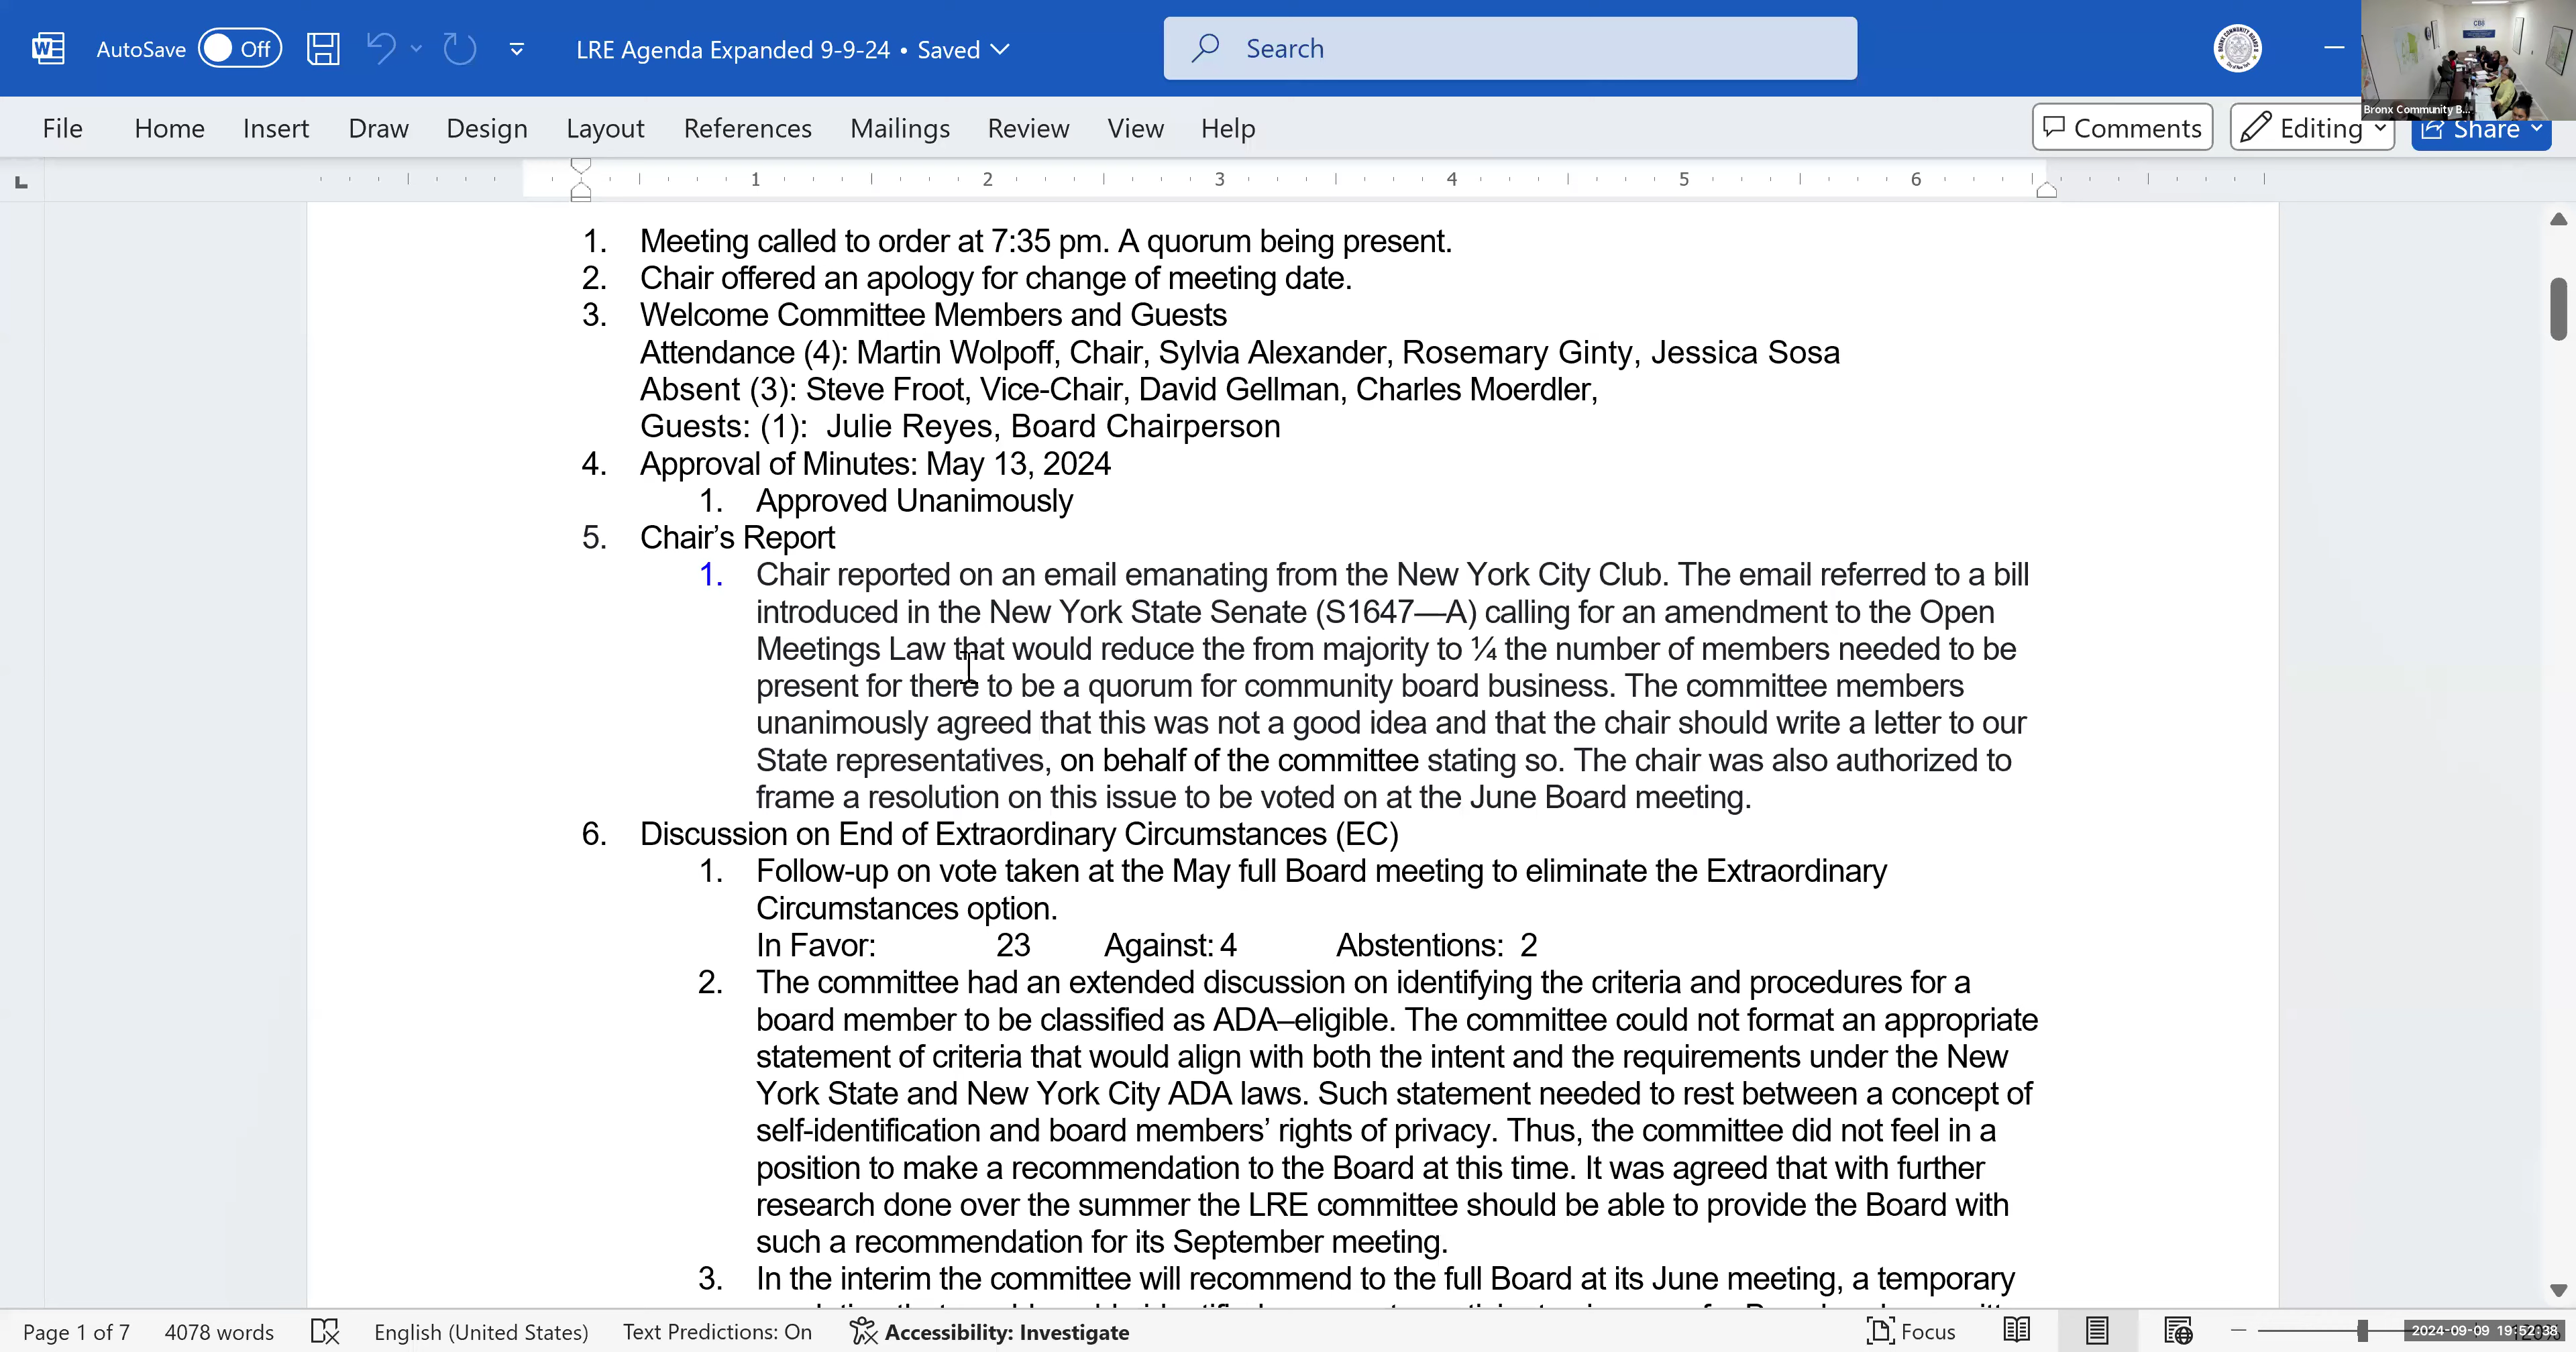 AutoSave Off LRE Agenda Expanded 9-9-24 • Saved Search
Bronx Community B...
File Home Insert Draw Design Layout References Mailings Review View Help Comments Editing Share
1 2 3 4 5 6
1. Meeting called to order at 7:35 pm. A quorum being present.
2. Chair offered an apology for change of meeting date.
3. Welcome Committee Members and Guests
Attendance (4): Martin Wolpoff, Chair, Sylvia Alexander, Rosemary Ginty, Jessica Sosa
Absent (3): Steve Froot, Vice-Chair, David Gellman, Charles Moerdler,
Guests: (1): Julie Reyes, Board Chairperson
4. Approval of Minutes: May 13, 2024
1. Approved Unanimously
5. Chair’s Report
1. Chair reported on an email emanating from the New York City Club. The email referred to a bill
introduced in the New York State Senate (S1647—A) calling for an amendment to the Open
Meetings Law that would reduce the from majority to ¼ the number of members needed to be
present for there to be a quorum for community board business. The committee members
unanimously agreed that this was not a good idea and that the chair should write a letter to our
State representatives, on behalf of the committee stating so. The chair was also authorized to
frame a resolution on this issue to be voted on at the June Board meeting.
6. Discussion on End of Extraordinary Circumstances (EC)
1. Follow-up on vote taken at the May full Board meeting to eliminate the Extraordinary
Circumstances option.
In Favor: 23 Against: 4 Abstentions: 2
2. The committee had an extended discussion on identifying the criteria and procedures for a
board member to be classified as ADA–eligible. The committee could not format an appropriate
statement of criteria that would align with both the intent and the requirements under the New
York State and New York City ADA laws. Such statement needed to rest between a concept of
self-identification and board members’ rights of privacy. Thus, the committee did not feel in a
position to make a recommendation to the Board at this time. It was agreed that with further
research done over the summer the LRE committee should be able to provide the Board with
such a recommendation for its September meeting.
3. In the interim the committee will recommend to the full Board at its June meeting, a temporary
Page 1 of 7 4078 words English (United States) Text Predictions: On Accessibility: Investigate Focus 2024-09-09 19:52:38